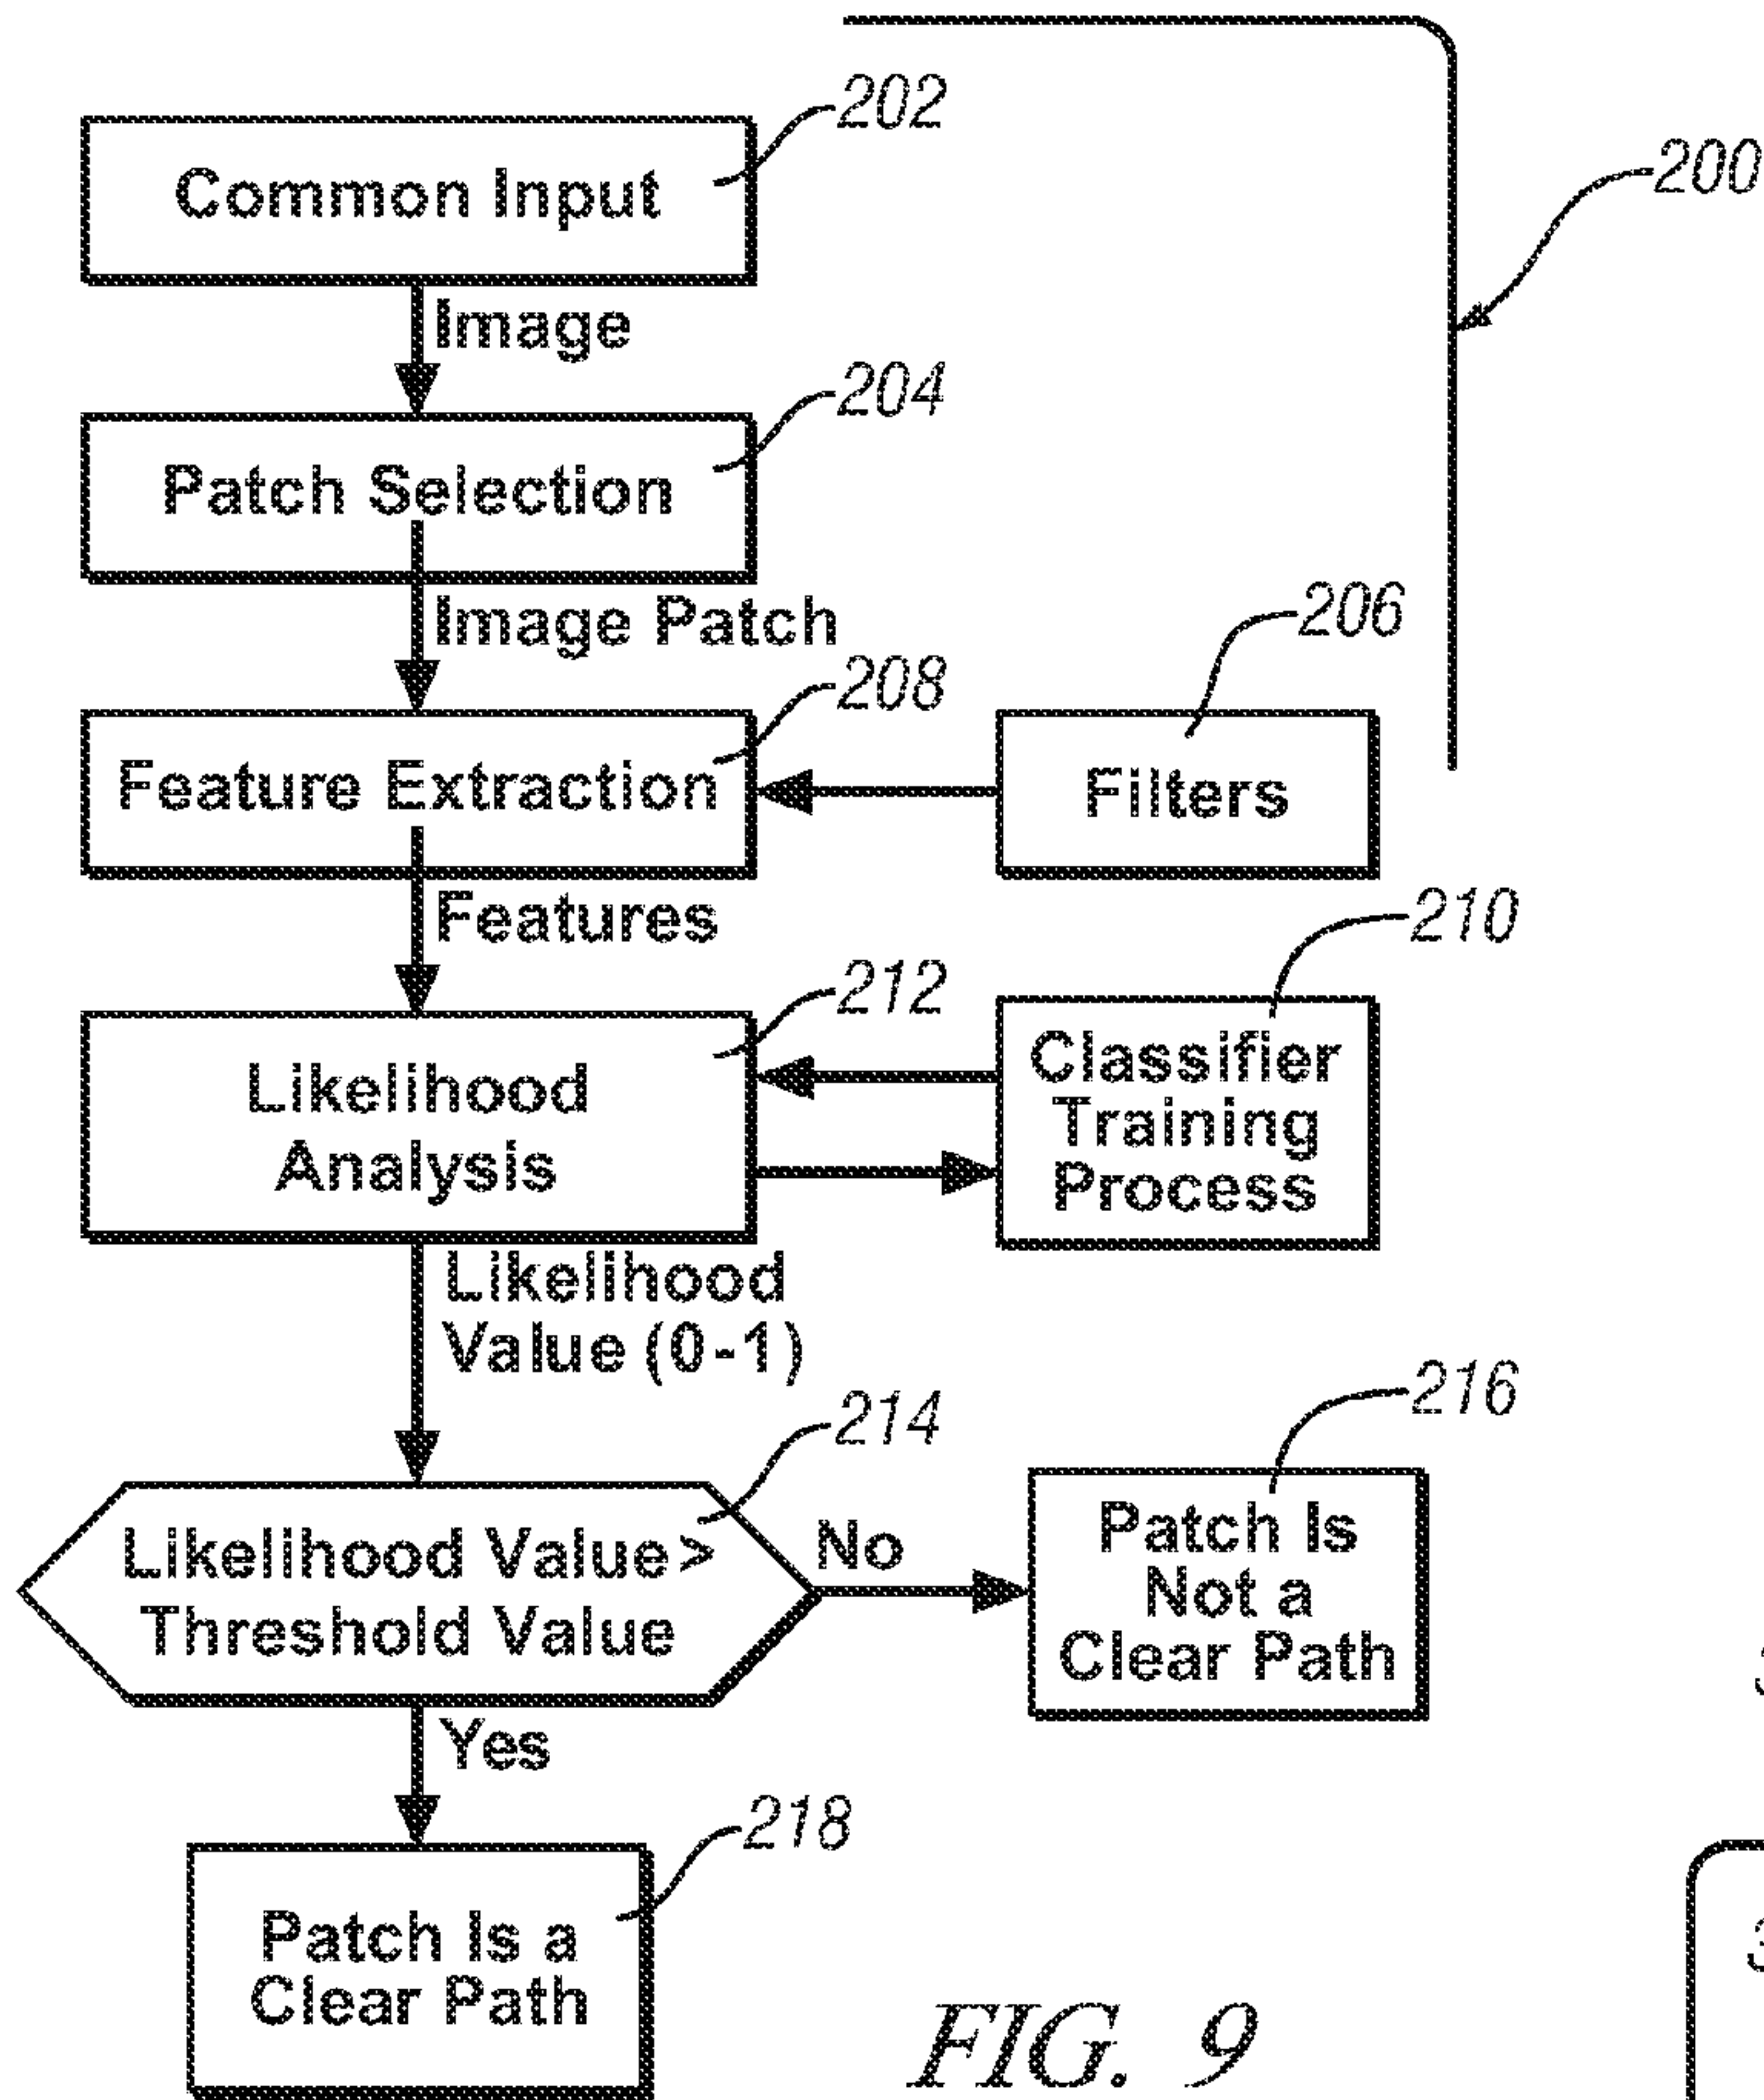 202
Common Input
200
Image
204
Patch Selection
Image Patch
206
208
Feature Extraction
Filters
Features
210
212
Likelihood
Analysis
Classifier
Training
Process
Likelihood
Value (0-1)
214
216
Likelihood Value >
Threshold Value
No
Patch Is
Not a
Clear Path
Yes
218
Patch Is a
Clear Path
FIG. 9